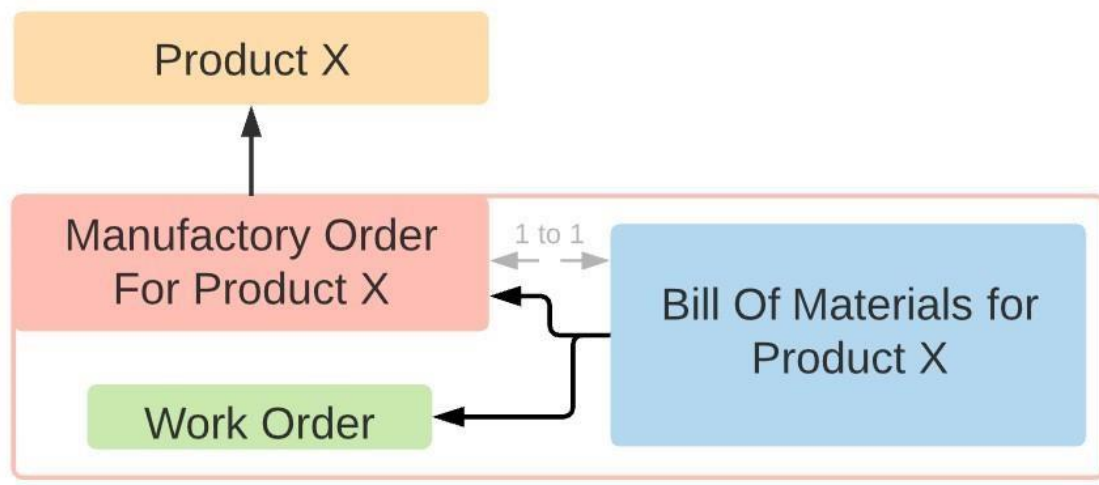 Product X
Manufactory Order
For Product X
1 to 1
Bill Of Materials for
Product X
Work Order